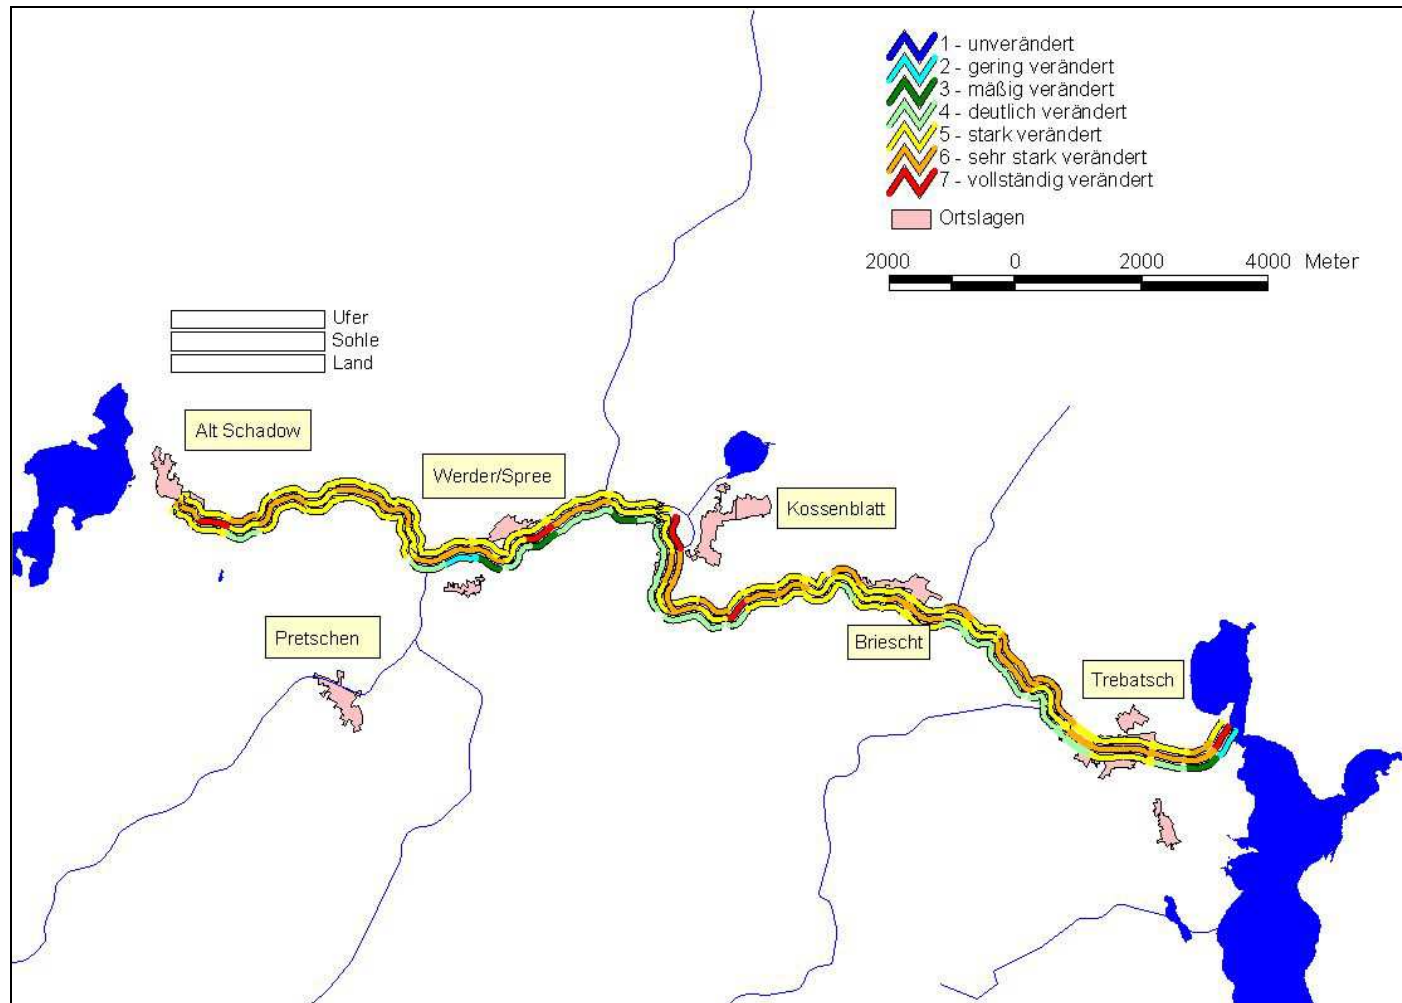 1 - unverändert
2 - gering verändert
3 - mäßig verändert
4 - deutlich verändert
5 - stark verändert
6 - sehr stark verändert
7 - vollständig verändert
Ortslagen
2000 0 2000 4000 Meter
Ufer
Sohle
Land
Alt Schadow
Werder/Spree
Kossenblatt
Pretschen
Briescht
Trebatsch